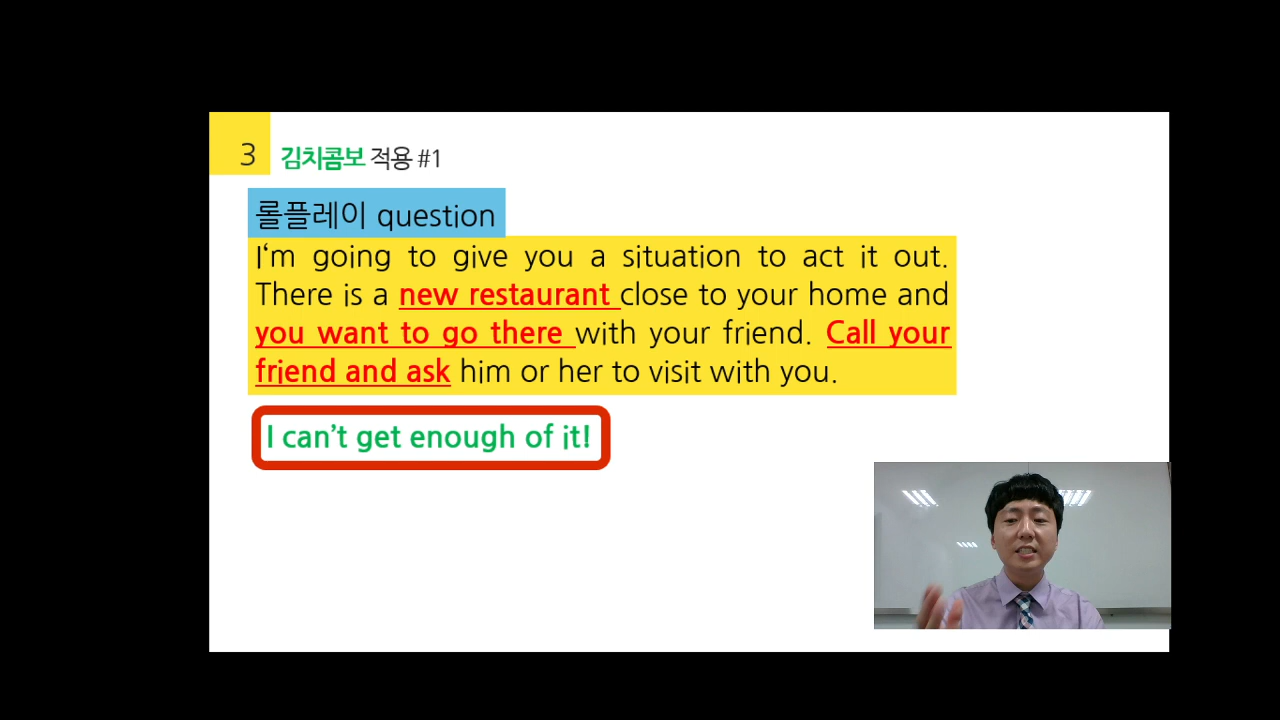 3
김치콤보 적용 #1
롤플레이 question
I‘m going to give you a situation to act it out.
There is a new restaurant close to your home and
you want to go there with your friend. Call your
friend and ask him or her to visit with you.
I can’t get enough of it!